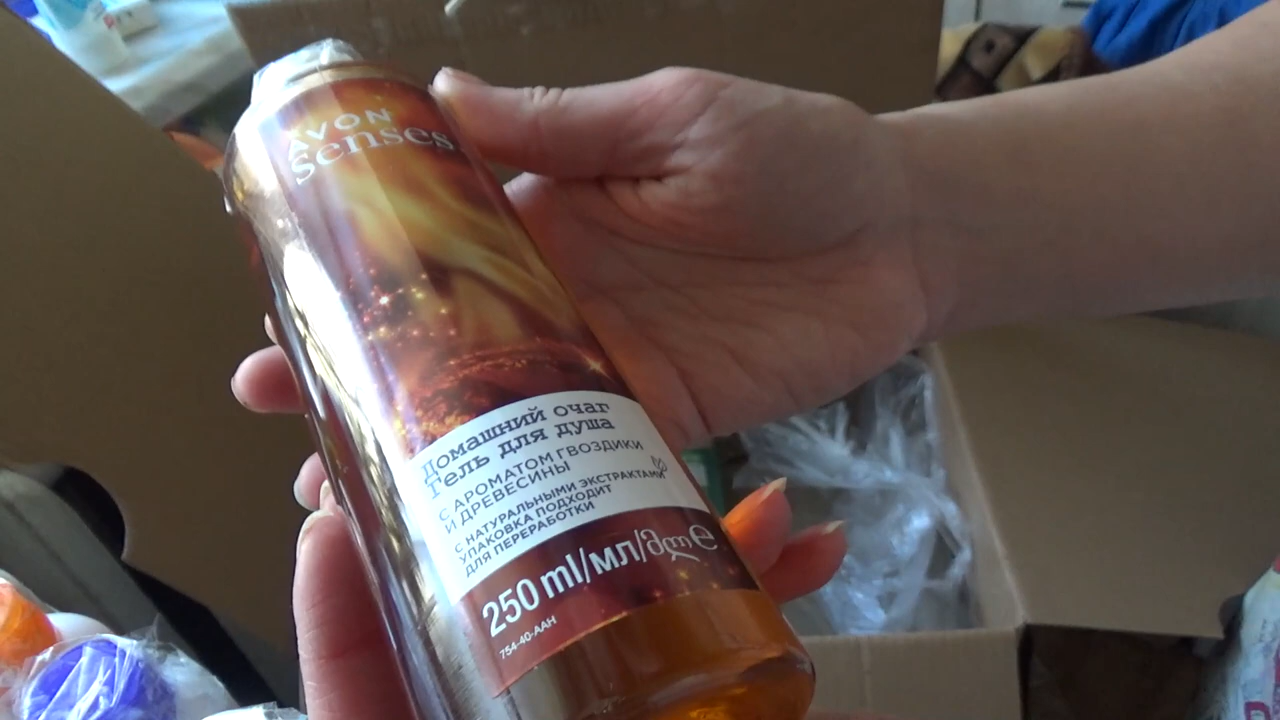 AVON
Senses
Домашний очаг
Гель для душа
С АРОМАТОМ ГВОЗДИКИ
И ДРЕВЕСИНЫ
С НАТУРАЛЬНЫМИ ЭКСТРАКТАМИ
УПАКОВКА ПОДХОДИТ
ДЛЯ ПЕРЕРАБОТКИ
250 ml/мл/მლ ℮
754-40-AAH